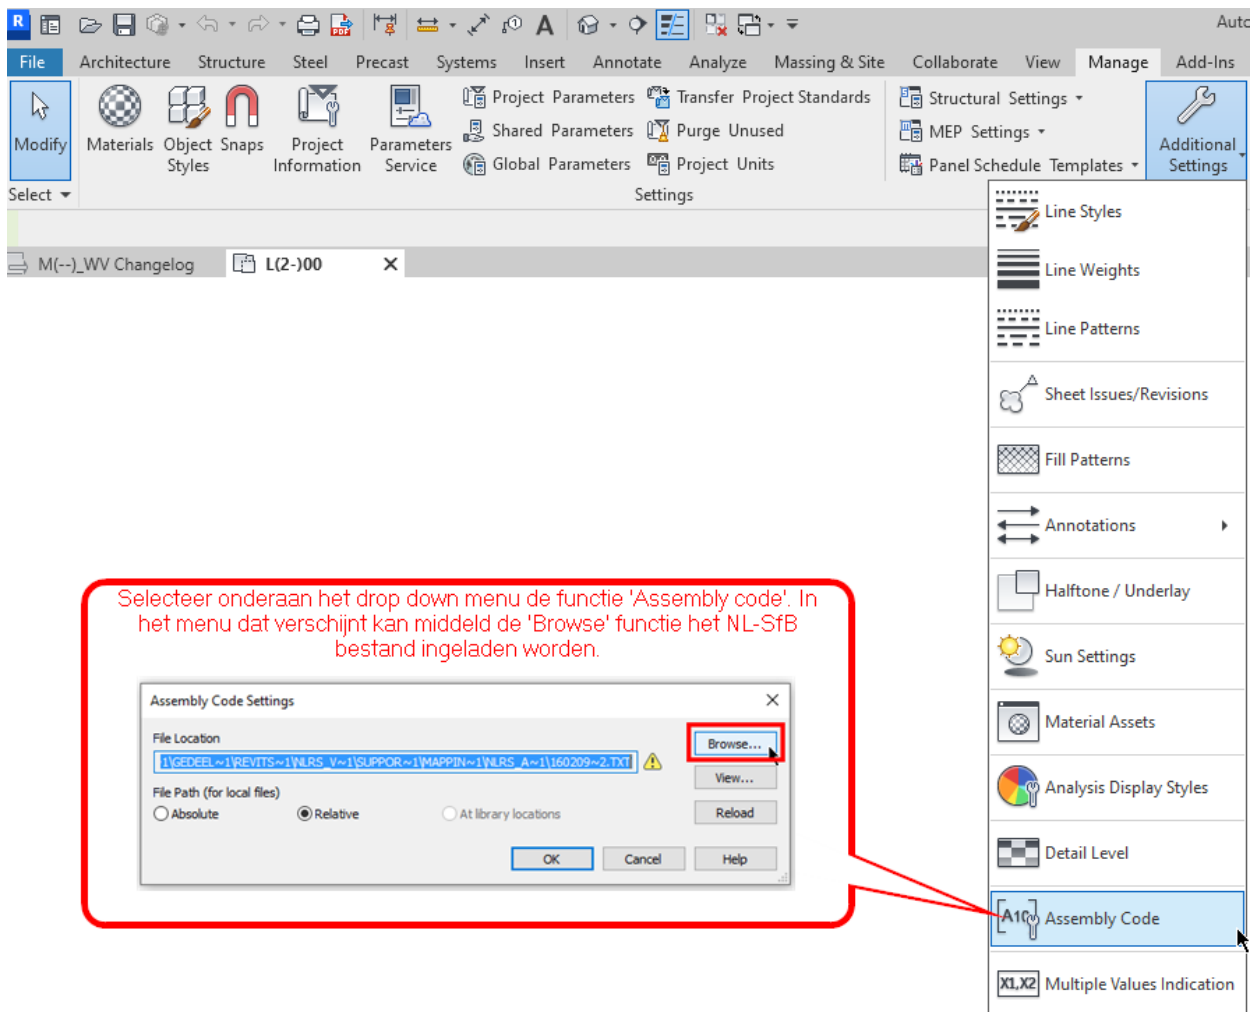 R
A
Auto
File Architecture Structure Steel Precast Systems Insert Annotate Analyze Massing & Site Collaborate View Manage Add-Ins
Modify
Materials
Object Styles
Snaps
Project Information
Parameters Service
Project Parameters
Shared Parameters
Global Parameters
Transfer Project Standards
Purge Unused
Project Units
Structural Settings
MEP Settings
Panel Schedule Templates
Additional Settings
Select
Settings
M(--)_WV Changelog
L(2-)00
Line Styles
Line Weights
Line Patterns
Sheet Issues/Revisions
Fill Patterns
Annotations
Halftone / Underlay
Sun Settings
Material Assets
Analysis Display Styles
Detail Level
A10 Assembly Code
X1,X2 Multiple Values Indication
Selecteer onderaan het drop down menu de functie 'Assembly code'. In
het menu dat verschijnt kan middeld de 'Browse' functie het NL-SfB
bestand ingeladen worden.
Assembly Code Settings
File Location
1\GEDEEL~1\REVITS~1\NLRS_V~1\SUPPOR~1\MAPPIN~1\NLRS_A~1\160209~2.TXT
Browse...
View...
File Path (for local files)
Absolute Relative At library locations
Reload
OK Cancel Help